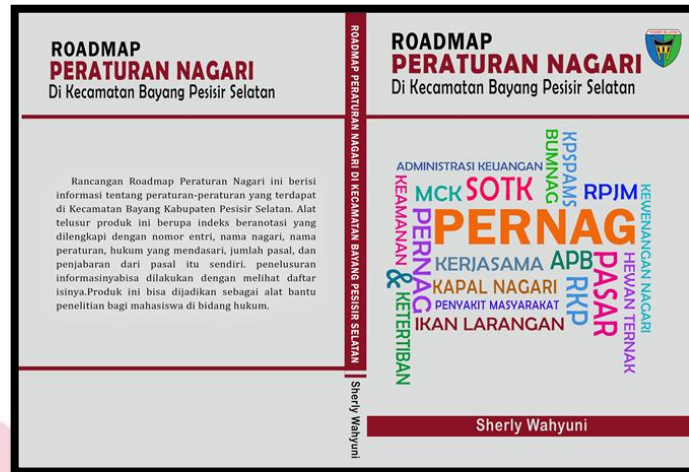 ROADMAP
PERATURAN NAGARI
Di Kecamatan Bayang Pesisir Selatan
Rancangan Roadmap Peraturan Nagari ini berisi
informasi tentang peraturan-peraturan yang terdapat
di Kecamatan Bayang Kabupaten Pesisir Selatan. Alat
telusur produk ini berupa indeks beranotasi yang
dilengkapi dengan nomor entri, nama nagari, nama
peraturan, hukum yang mendasari, jumlah pasal, dan
penjabaran dari pasal itu sendiri. penelusuran
informasinyabisa dilakukan dengan melihat daftar
isinya.Produk ini bisa dijadikan sebagai alat bantu
penelitian bagi mahasiswa di bidang hukum.
ROADMAP PERATURAN NAGARI DI KECAMATAN BAYANG PESISIR SELATAN
Sherly Wahyuni
ROADMAP
PERATURAN NAGARI
Di Kecamatan Bayang Pesisir Selatan
ADMINISTRASI KEUANGAN
BUMNAG
KPSPAMS
KEAMANAN
& KETERTIBAN
MCK
SOTK
RPJM
KEWENANGAN NAGARI
PERNAG
PERNAG
KERJASAMA
APB
PASAR
HEWAN TERNAK
KAPAL NAGARI
RKP
PENYAKIT MASYARAKAT
IKAN LARANGAN
Sherly Wahyuni